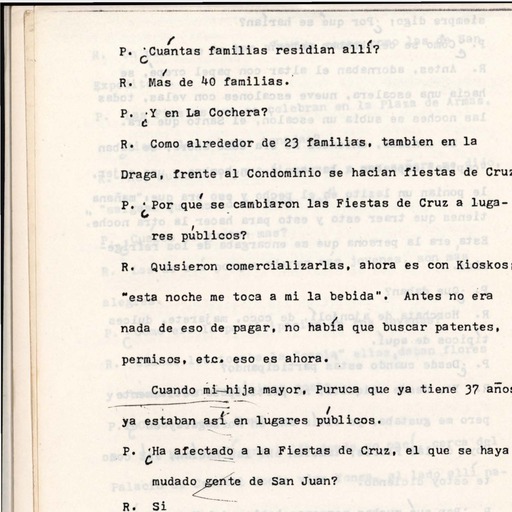 P. ¿Cuántas familias residian allí?
R. Más de 40 familias.
P. ¿Y en La Cochera?
R. Como alrededor de 23 familias, tambien en la
Draga, frente al Condominio se hacian fiestas de Cruz
P. ¿Por qué se cambiaron las Fiestas de Cruz a luga-
res públicos?
R. Quisieron comercializarlas, ahora es con Kioskos;
"esta noche me toca a mi la bebida". Antes no era
nada de eso de pagar, no había que buscar patentes,
permisos, etc. eso es ahora.
Cuando mi hija mayor, Puruca que ya tiene 37 años
ya estaban así en lugares públicos.
P. ¿Ha afectado a la Fiestas de Cruz, el que se haya
mudado gente de San Juan?
R. Si